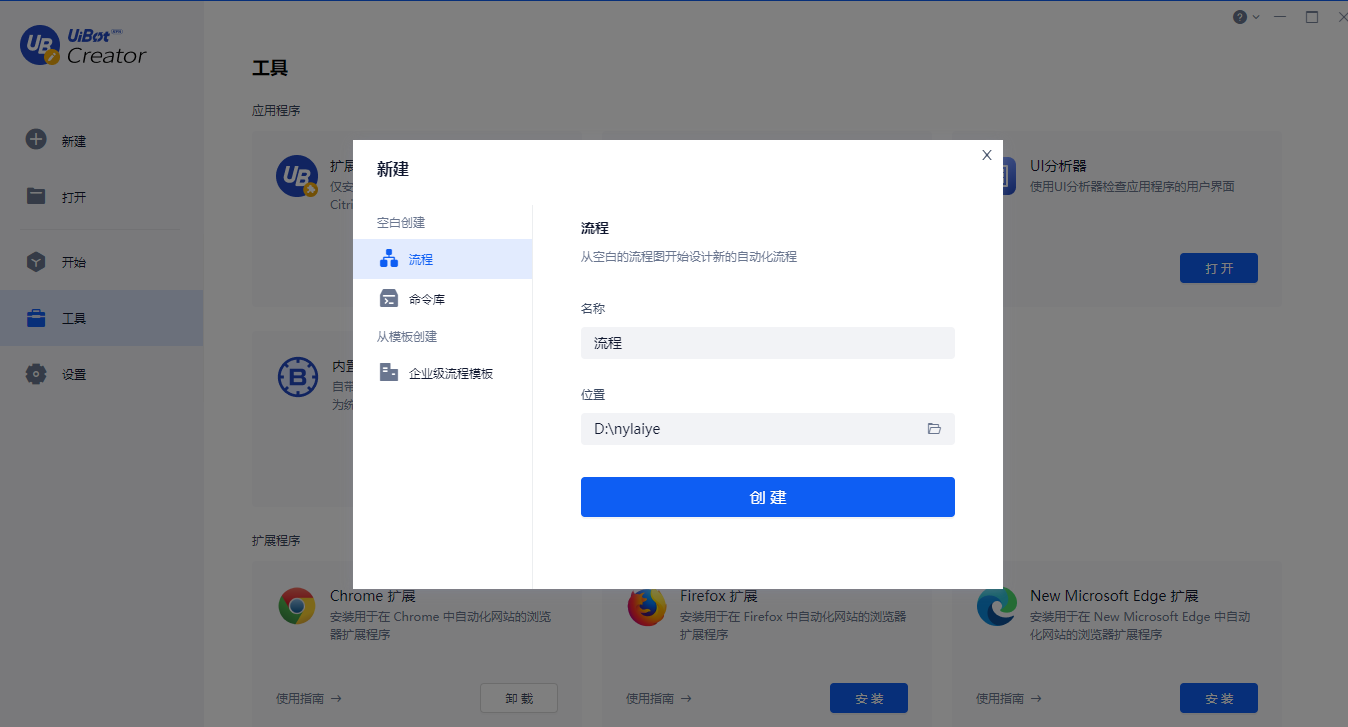 UB
UiBot RPA
Creator
?
新建
打开
开始
工具
设置
工具
应用程序
UB
扩展
仅安
Citri
UI分析器
使用UI分析器检查应用程序的用户界面
打开
B
内置
自带
为统
新建
X
空白创建
流程
命令库
从模板创建
企业级流程模板
流程
从空白的流程图开始设计新的自动化流程
名称
流程
位置
D:\nylaiye
创建
扩展程序
Chrome 扩展
安装用于在 Chrome 中自动化网站的浏览
器扩展程序
使用指南 →
卸载
Firefox 扩展
安装用于在 Firefox 中自动化网站的浏览器
扩展程序
使用指南 →
安装
New Microsoft Edge 扩展
安装用于在 New Microsoft Edge 中自动
化网站的浏览器扩展程序
使用指南 →
安装